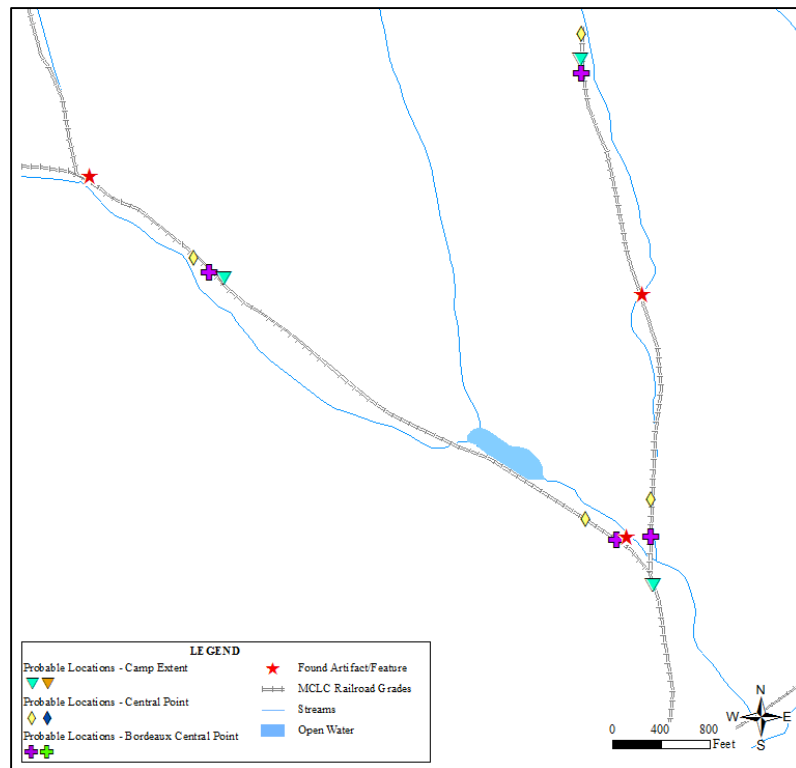 LEGEND
Probable Locations - Camp Extent
Probable Locations - Central Point
Probable Locations - Bordeaux Central Point
Found Artifact/Feature
MCLC Railroad Grades
Streams
Open Water
N
W E
S
0 400 800
Feet